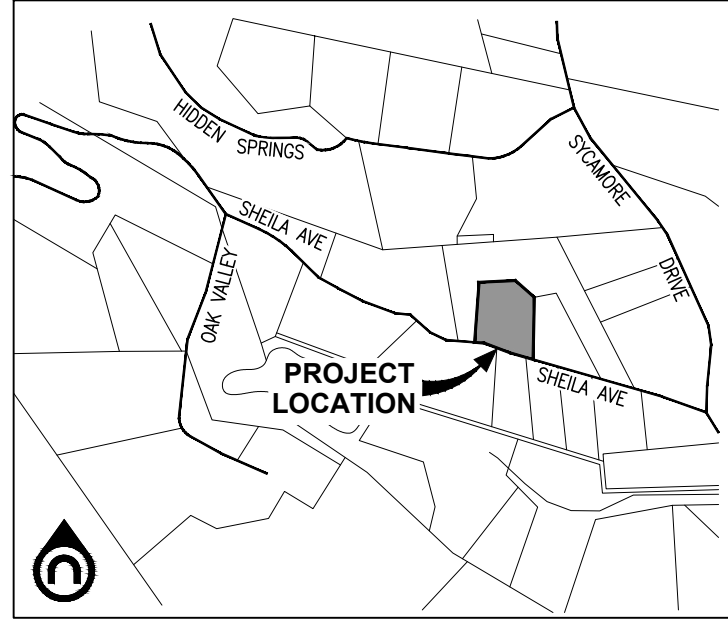 HIDDEN SPRINGS
SYCAMORE
DRIVE
SHEILA AVE
OAK VALLEY
PROJECT
LOCATION
SHEILA AVE